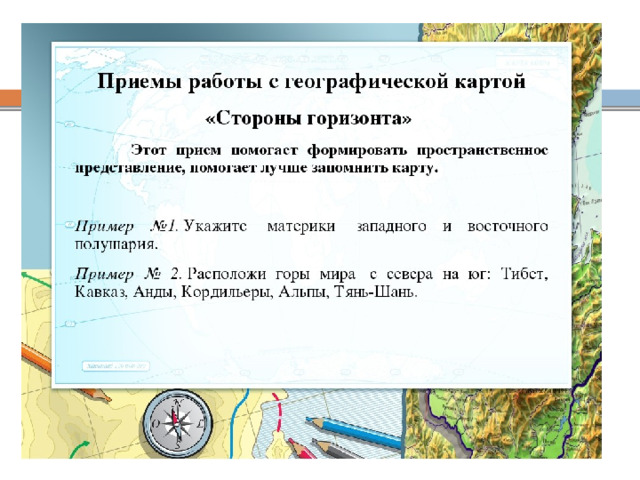 Приемы работы с географической картой
«Стороны горизонта»
Этот прием помогает формировать пространственное
представление, помогает лучше запомнить карту.
Пример №1. Укажите материки западного и восточного
полушария.
Пример № 2. Расположи горы мира с севера на юг: Тибет,
Кавказ, Анды, Кордильеры, Альпы, Тянь-Шань.
N
O E
S